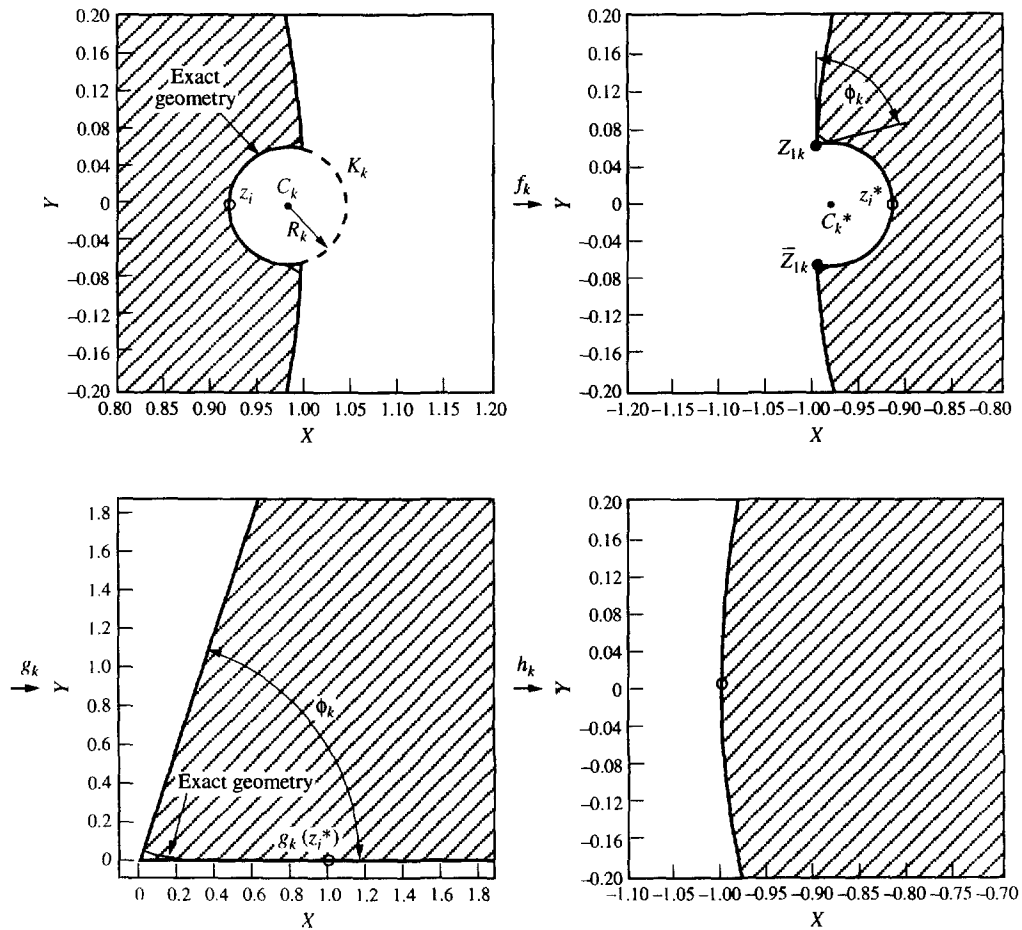 0.20
0.16
0.12
0.08
0.04
0
−0.04
−0.08
−0.12
−0.16
−0.20
Y
Exact
geometry
K_k
z_i
C_k
R_k
0.80 0.90 0.95 1.00 1.05 1.10 1.20
X
f_k
0.20
0.16
0.12
0.08
0.04
0
−0.04
−0.08
−0.12
−0.16
−0.20
Y
ϕ_k
Z_{1k}
z_i*
C_k*
Z̅_{1k}
−1.20 −1.15 −1.10 −1.05 −1.00 −0.95 −0.90 −0.85 −0.80
X
g_k
1.8
1.6
1.4
1.2
1.0
0.8
0.6
0.4
0.2
0
Y
ϕ_k
Exact geometry
g_k (z_i*)
0 0.2 0.4 0.6 0.8 1.0 1.2 1.4 1.6 1.8
X
h_k
0.20
0.16
0.12
0.08
0.04
0
−0.04
−0.08
−0.12
−0.16
−0.20
Y
−1.10 −1.05 −1.00 −0.95 −0.90 −0.85 −0.80 −0.75 −0.70
X